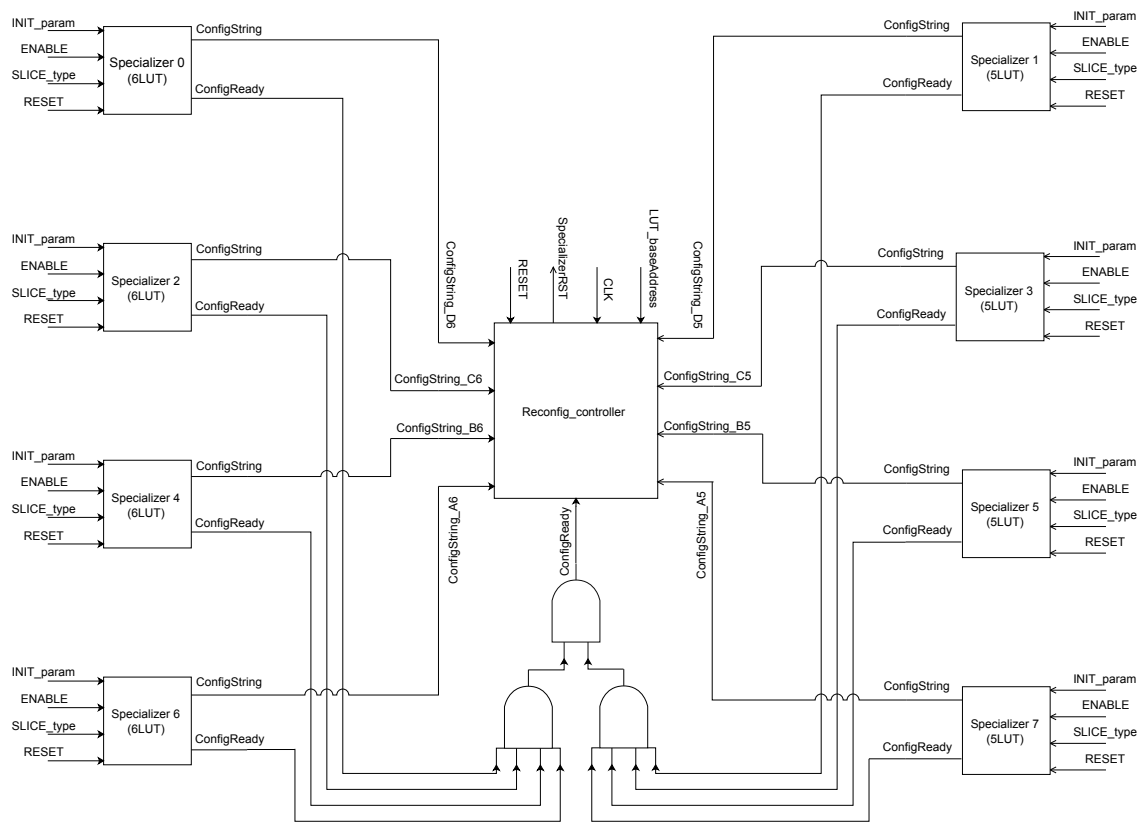 INIT_param
ENABLE
SLICE_type
RESET
Specializer 0
(6LUT)
ConfigString
ConfigReady
ConfigString
ConfigReady
Specializer 1
(5LUT)
INIT_param
ENABLE
SLICE_type
RESET
INIT_param
ENABLE
SLICE_type
RESET
Specializer 2
(6LUT)
ConfigString
ConfigReady
ConfigString_D6
RESET
SpecializerRST
CLK
LUT_baseAddress
ConfigString_D5
ConfigString
ConfigReady
Specializer 3
(5LUT)
INIT_param
ENABLE
SLICE_type
RESET
ConfigString_C6
ConfigString_C5
Reconfig_controller
ConfigString_B6
ConfigString_B5
INIT_param
ENABLE
SLICE_type
RESET
Specializer 4
(6LUT)
ConfigString
ConfigReady
ConfigString_A6
ConfigReady
ConfigString_A5
ConfigString
ConfigReady
Specializer 5
(5LUT)
INIT_param
ENABLE
SLICE_type
RESET
INIT_param
ENABLE
SLICE_type
RESET
Specializer 6
(6LUT)
ConfigString
ConfigReady
ConfigString
ConfigReady
Specializer 7
(5LUT)
INIT_param
ENABLE
SLICE_type
RESET